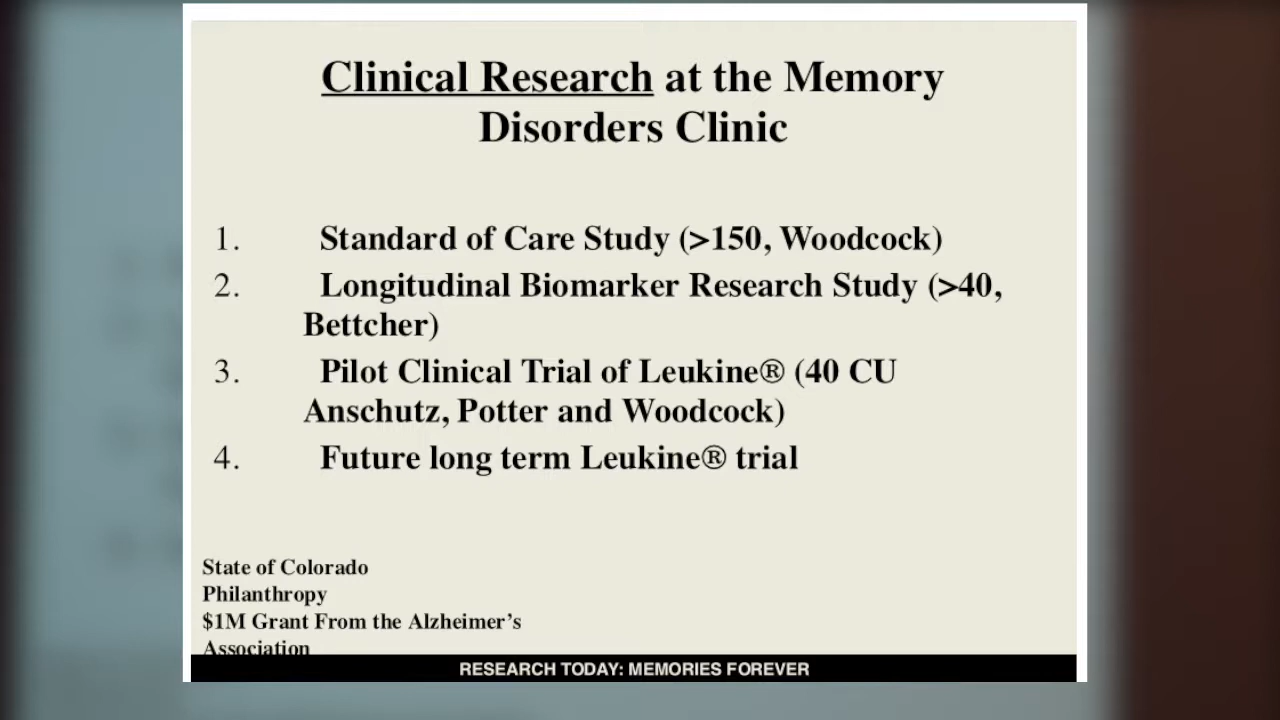 Clinical Research at the Memory
Disorders Clinic
1. Standard of Care Study (>150, Woodcock)
2. Longitudinal Biomarker Research Study (>40,
Bettcher)
3. Pilot Clinical Trial of Leukine® (40 CU
Anschutz, Potter and Woodcock)
4. Future long term Leukine® trial
State of Colorado
Philanthropy
$1M Grant From the Alzheimer’s
Association
RESEARCH TODAY: MEMORIES FOREVER